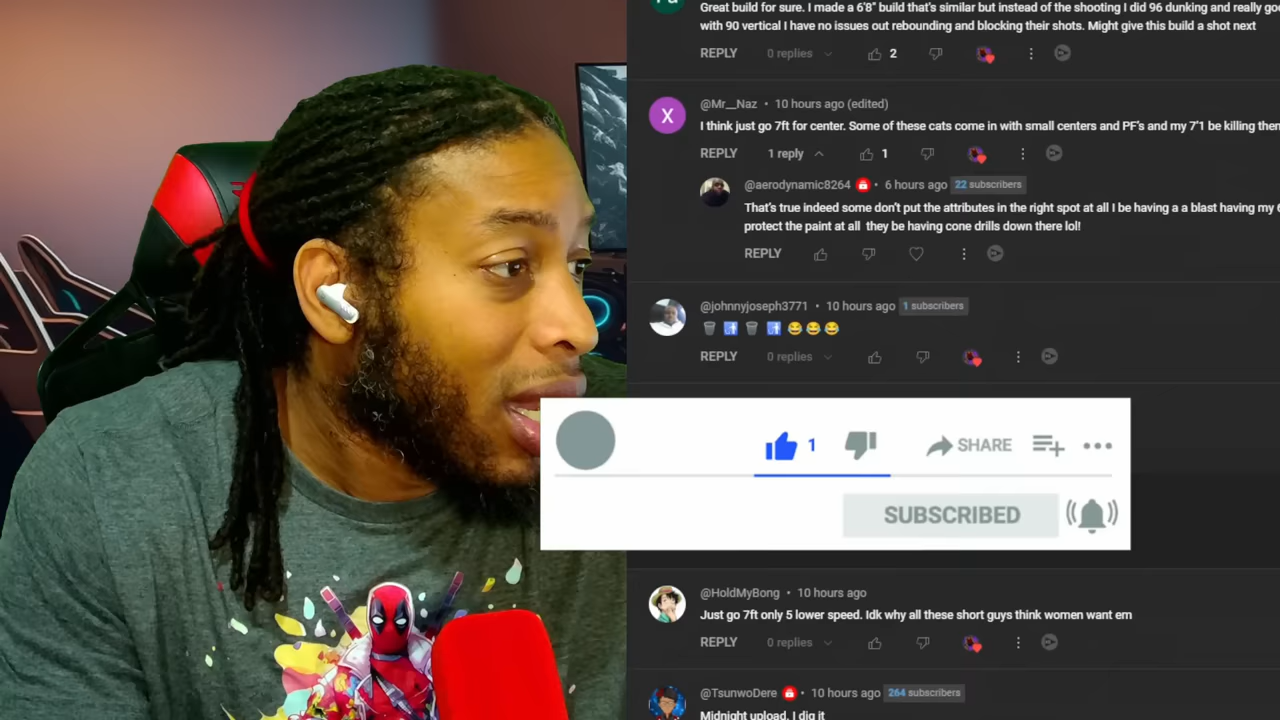 Great build for sure. I made a 6'8" build that's similar but instead of the shooting I did 96 dunking and really
with 90 vertical I have no issues out rebounding and blocking their shots. Might give this build a shot next
REPLY 0 replies 2
X @Mr__Naz • 10 hours ago (edited)
I think just go 7ft for center. Some of these cats come in with small centers and PF's and my 7'1 be killing
REPLY 1 reply 1
@aerodynamic8264 • 6 hours ago 22 subscribers
That's true indeed some don't put the attributes in the right spot at all I be having a a blast having my
protect the paint at all they be having cone drills down there lol!
REPLY
@johnnyjoseph3771 • 10 hours ago 1 subscribers
🗑️ 🚮 🗑️ 🚮 😂 😂 😂
REPLY 0 replies
1 SHARE
SUBSCRIBED
@HoldMyBong • 10 hours ago
Just go 7ft only 5 lower speed. Idk why all these short guys think women want em
REPLY 0 replies
@TsunwoDere • 10 hours ago 264 subscribers
Midnight upload. I dig it